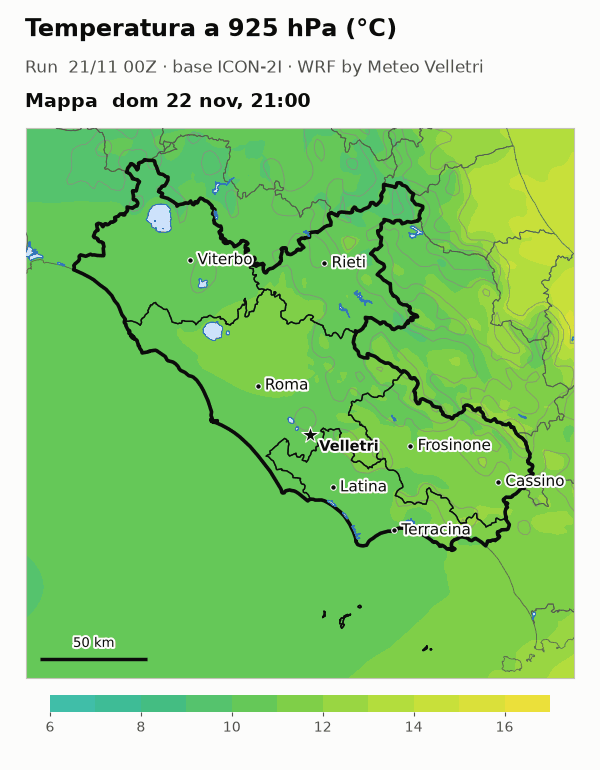 Temperatura a 925 hPa (°C)
Run  21/11 00Z · base ICON-2I · WRF by Meteo Velletri
Mappa  dom 22 nov, 21:00
Viterbo
Rieti
Roma
Velletri
Frosinone
Latina
Cassino
Terracina
50 km
6 8 10 12 14 16